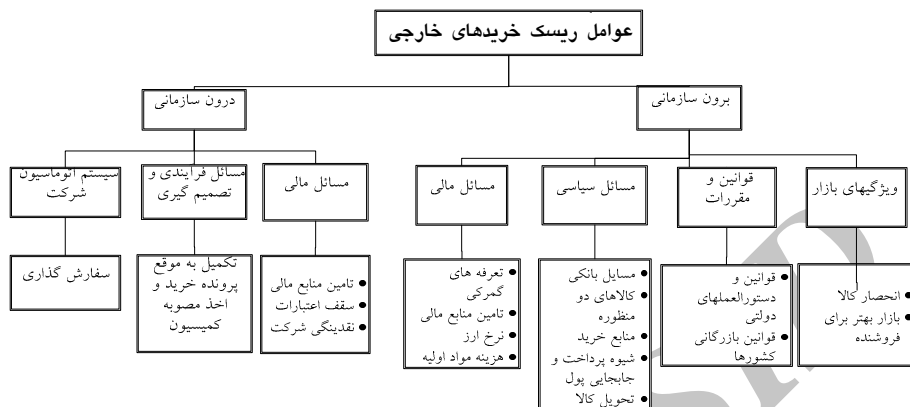 عوامل ریسک خریدهای خارجی
برون سازمانی
درون سازمانی
ویژگیهای بازار
قوانین و
مقررات
مسائل سیاسی
مسائل مالی
مسائل مالی
مسائل فرآیندی و
تصمیم گیری
سیستم اتوماسیون
شرکت
• انحصار کالا
• بازار بهتر برای
فروشنده
• قوانین و
دستورالعملهای
دولتی
• قوانین بازرگانی
کشورها
• مسایل بانکی
• کالاهای دو
منظوره
• منابع خرید
• شیوه پرداخت و
جابجایی پول
• تحویل کالا
• تعرفه های
گمرکی
• تامین منابع مالی
• نرخ ارز
• هزینه مواد اولیه
• تامین منابع مالی
• سقف اعتبارات
• نقدینگی شرکت
تکمیل به موقع
پرونده خرید و
اخذ مصوبه
کمیسیون
سفارش گذاری